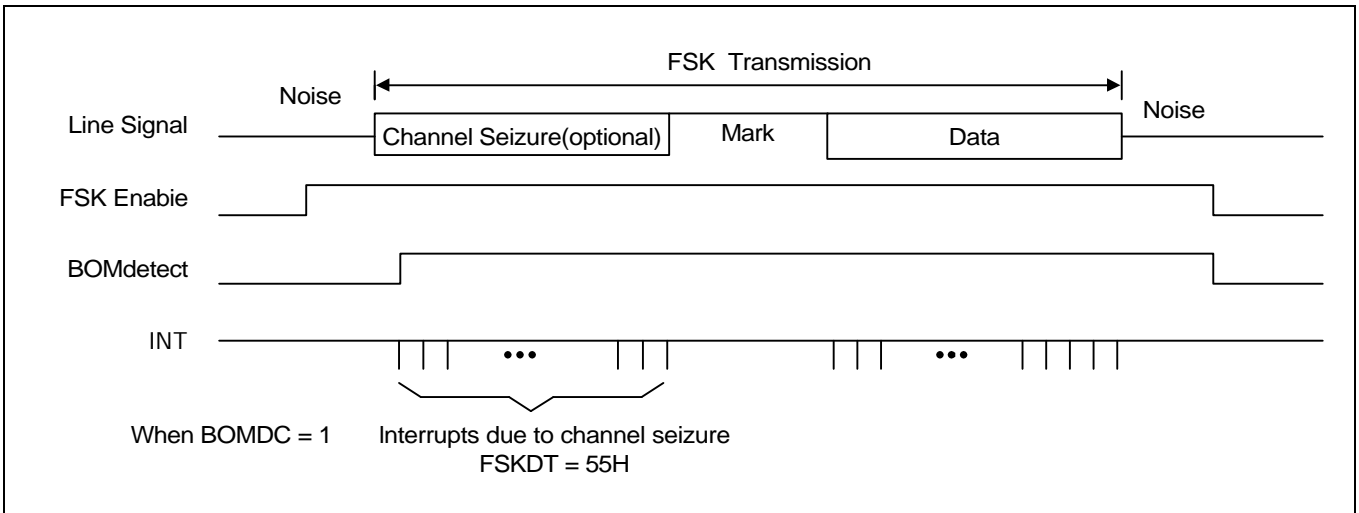 FSK Transmission
Noise
Noise
Line Signal
Channel Seizure(optional)
Mark
Data
FSK Enabie
BOMdetect
INT
When BOMDC = 1
Interrupts due to channel seizure
FSKDT = 55H